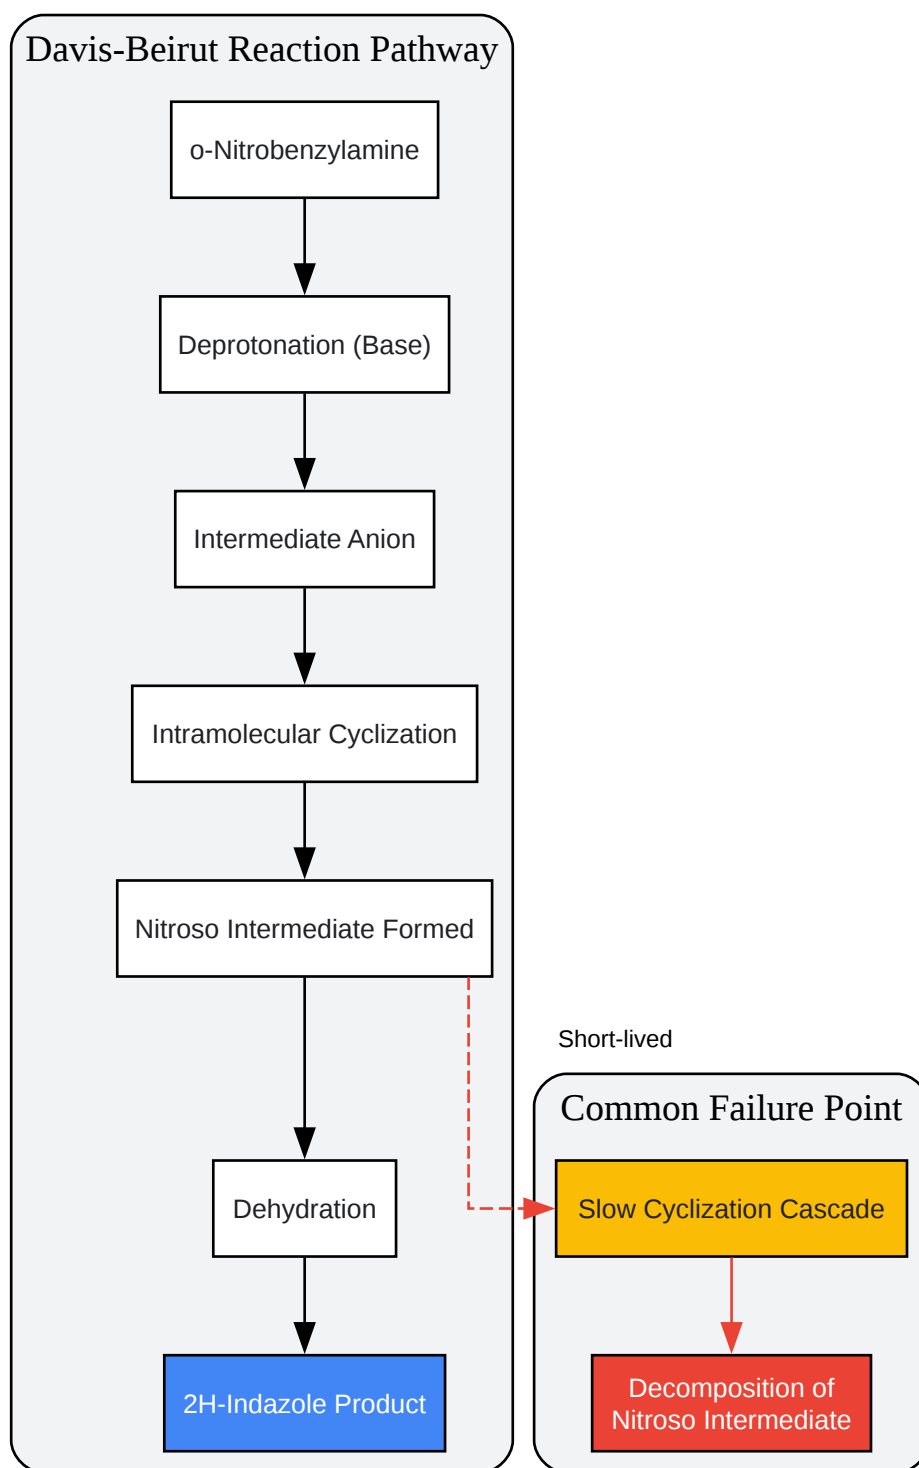 Davis-Beirut Reaction Pathway
o-Nitrobenzylamine
Deprotonation (Base)
Intermediate Anion
Intramolecular Cyclization
Nitroso Intermediate Formed
Dehydration
2H-Indazole Product
Short-lived
Common Failure Point
Slow Cyclization Cascade
Decomposition of
Nitroso Intermediate